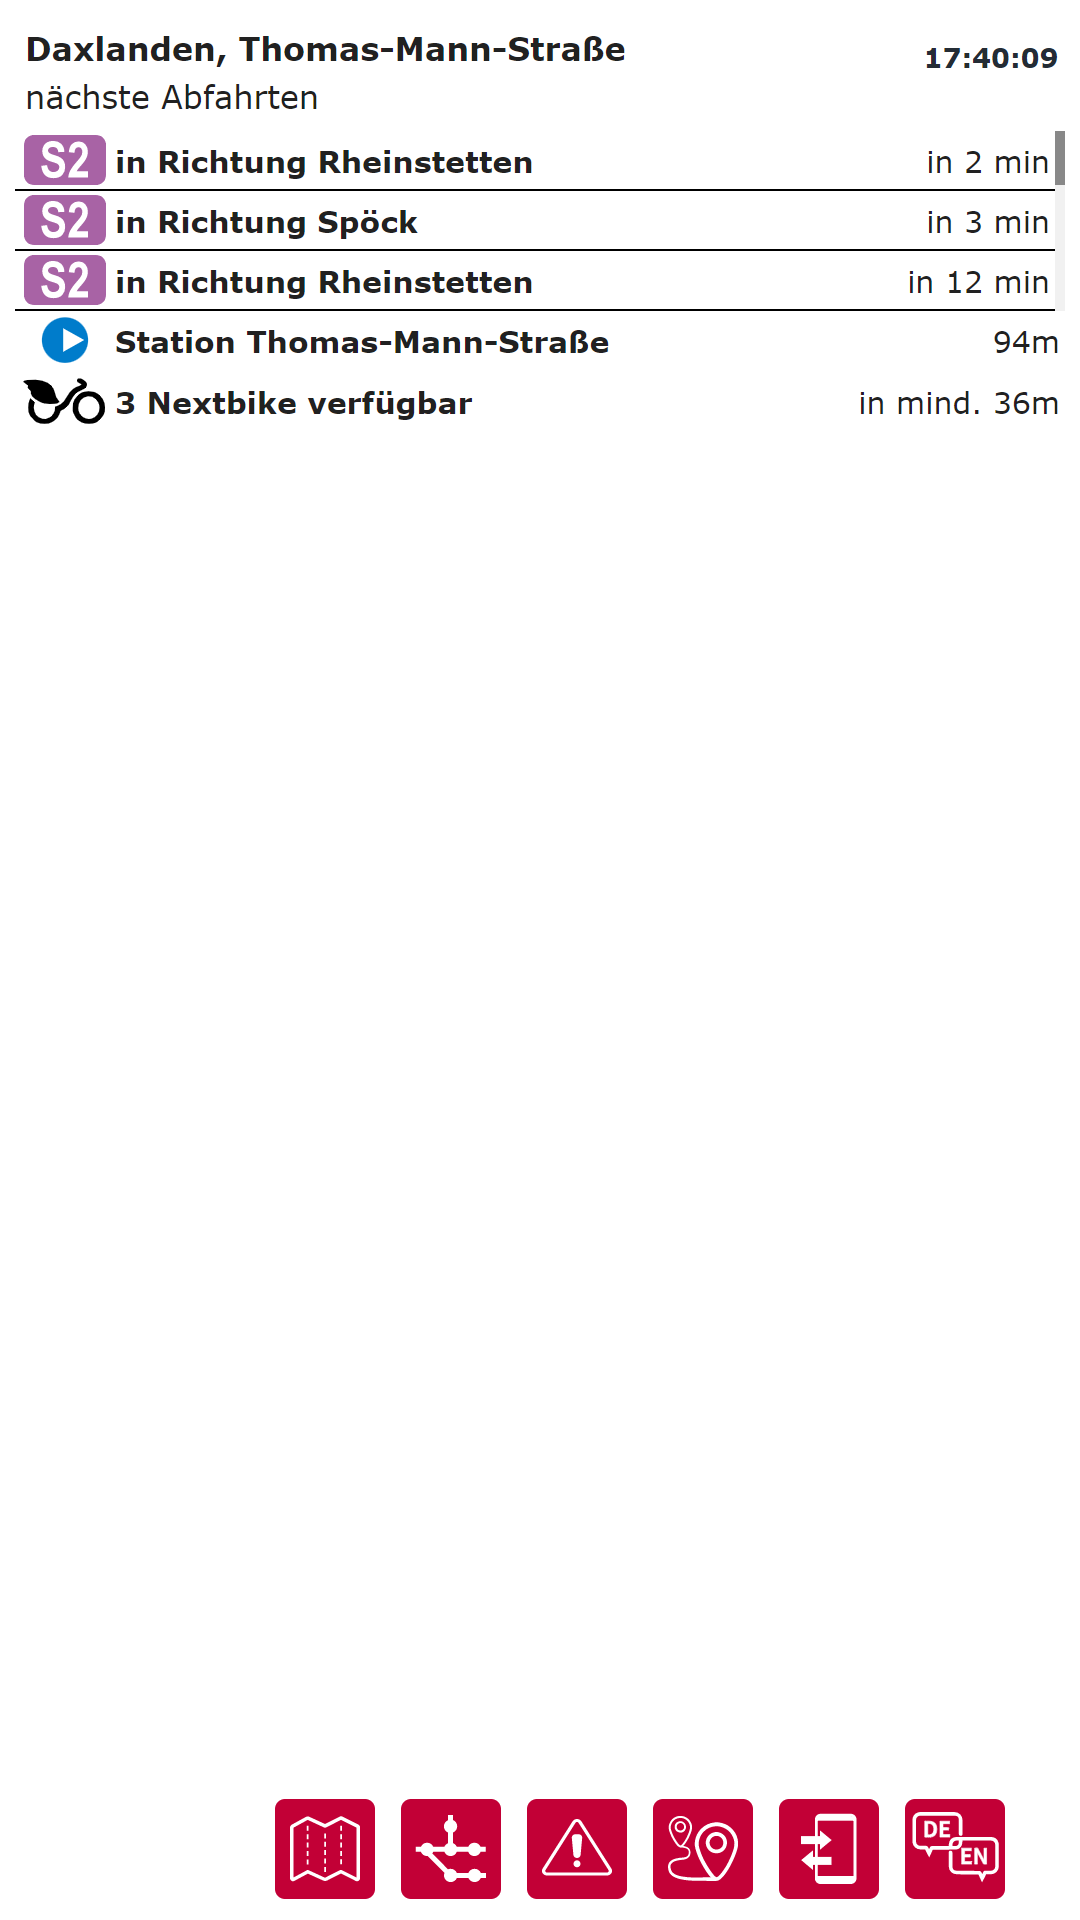 Daxlanden, Thomas-Mann-Straße 17:40:09
nächste Abfahrten
S2 in Richtung Rheinstetten in 2 min
S2 in Richtung Spöck in 3 min
S2 in Richtung Rheinstetten in 12 min
Station Thomas-Mann-Straße 94m
3 Nextbike verfügbar in mind. 36m
DE
EN